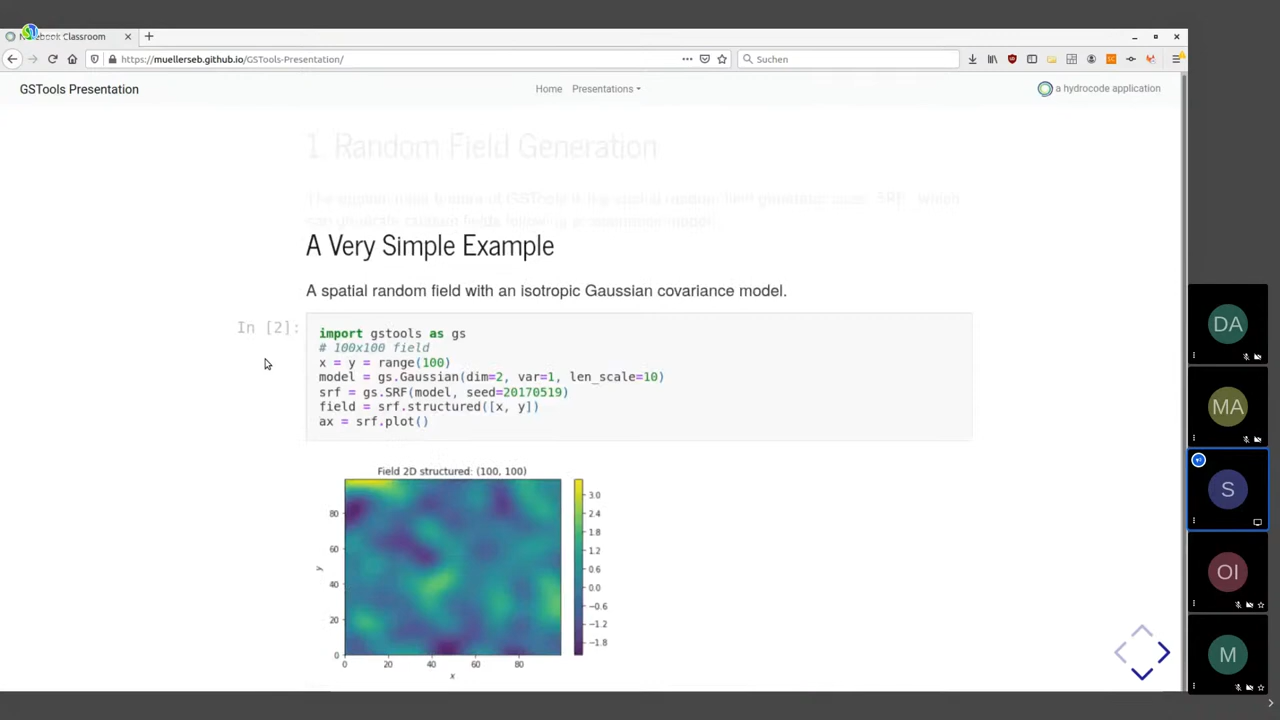 Notebook Classroom
https://muellerseb.github.io/GSTools-Presentation/
Suchen
GSTools Presentation
Home
Presentations
a hydrocode application
1. Random Field Generation
A Very Simple Example
A spatial random field with an isotropic Gaussian covariance model.
In [2]:
import gstools as gs
# 100x100 field
x = y = range(100)
model = gs.Gaussian(dim=2, var=1, len_scale=10)
srf = gs.SRF(model, seed=20170519)
field = srf.structured([x, y])
ax = srf.plot()
Field 2D structured: (100, 100)
80
60
40
20
0
y
0 20 40 60 80
x
3.0
2.4
1.8
1.2
0.6
0.0
−0.6
−1.2
−1.8
DA
MA
S
OI
M